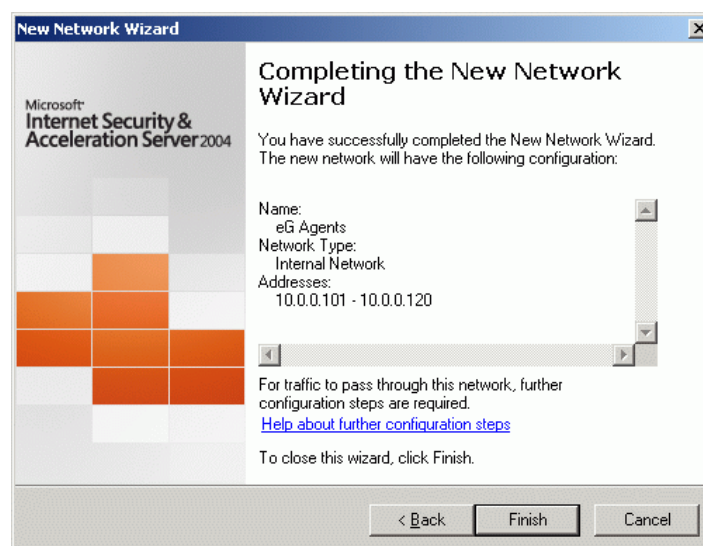 New Network Wizard
Microsoft
Internet Security &
Acceleration Server 2004
Completing the New Network
Wizard
You have successfully completed the New Network Wizard.
The new network will have the following configuration:
Name:
eG Agents
Network Type:
Internal Network
Addresses:
10.0.0.101 - 10.0.0.120
For traffic to pass through this network, further
configuration steps are required.
Help about further configuration steps
To close this wizard, click Finish.
< Back
Finish
Cancel